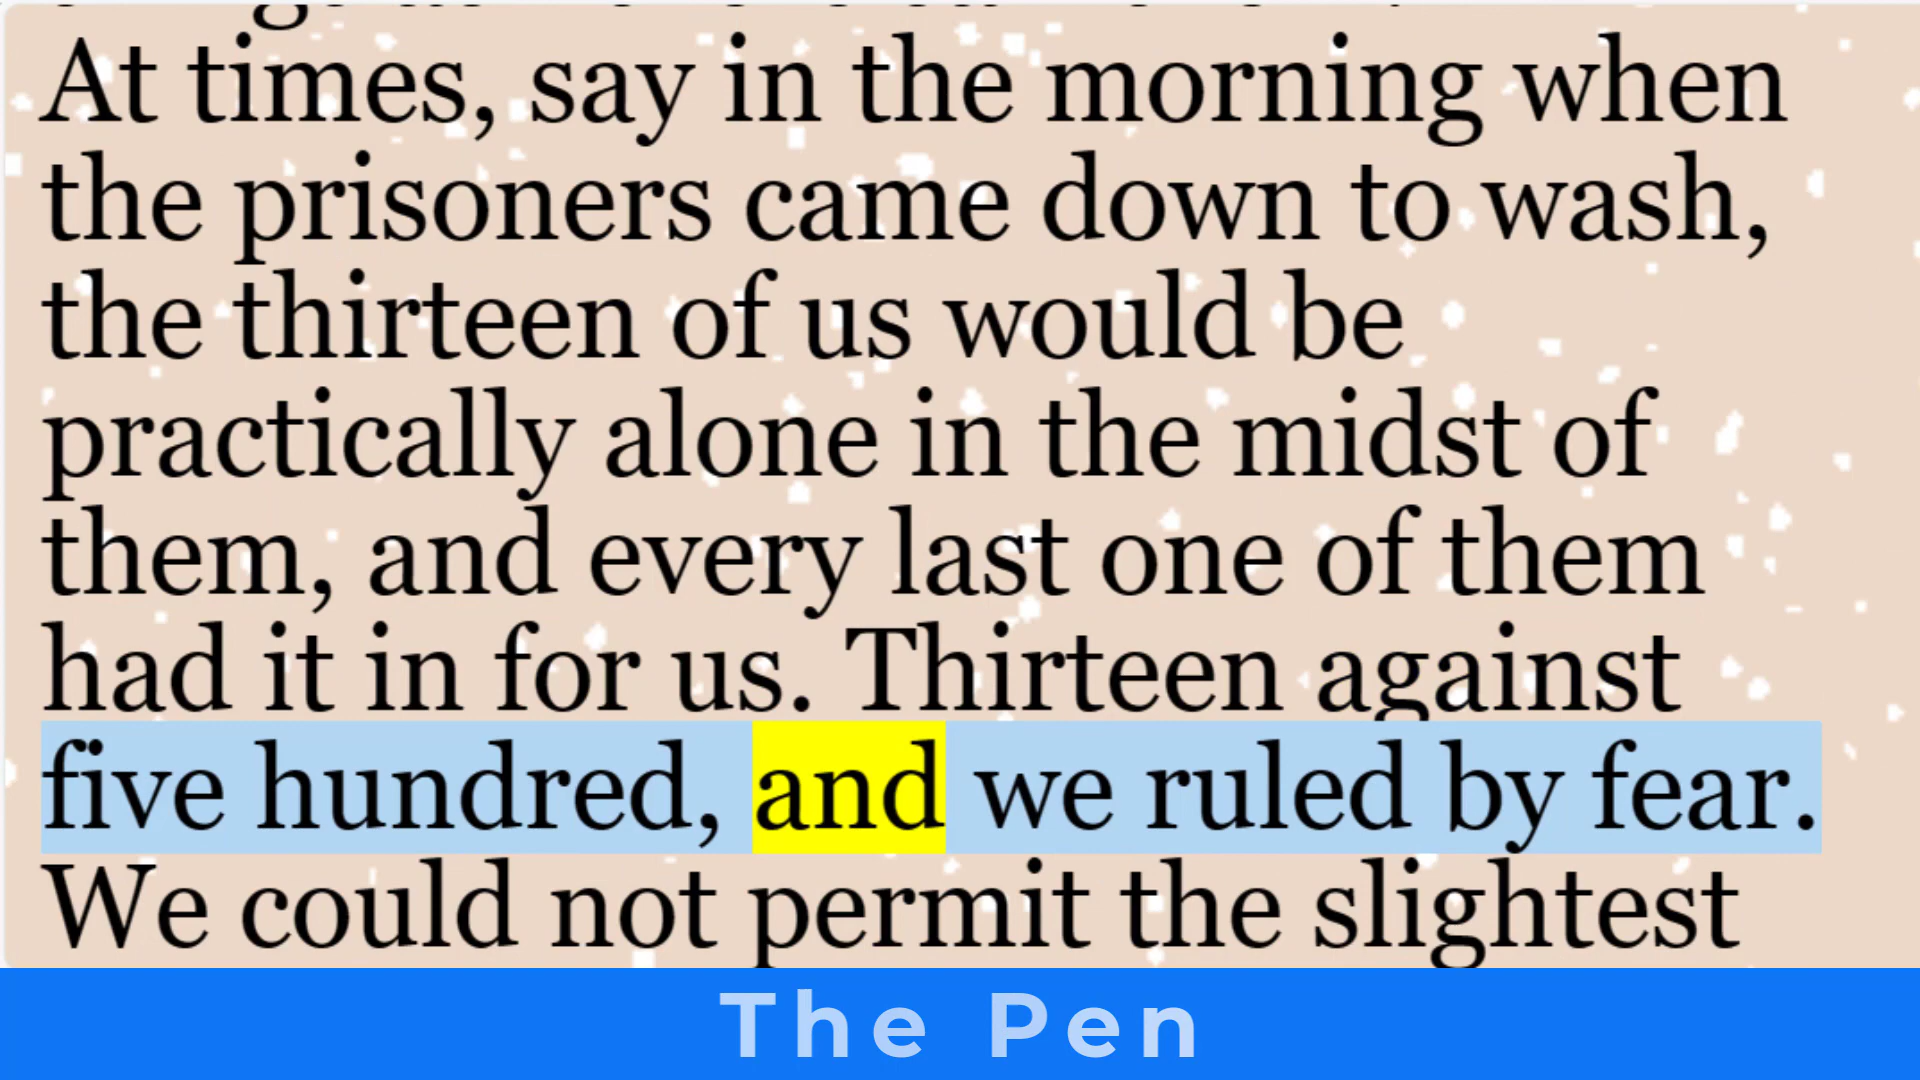 At times, say in the morning when
the prisoners came down to wash,
the thirteen of us would be
practically alone in the midst of
them, and every last one of them
had it in for us. Thirteen against
five hundred, and we ruled by fear.
We could not permit the slightest
The Pen